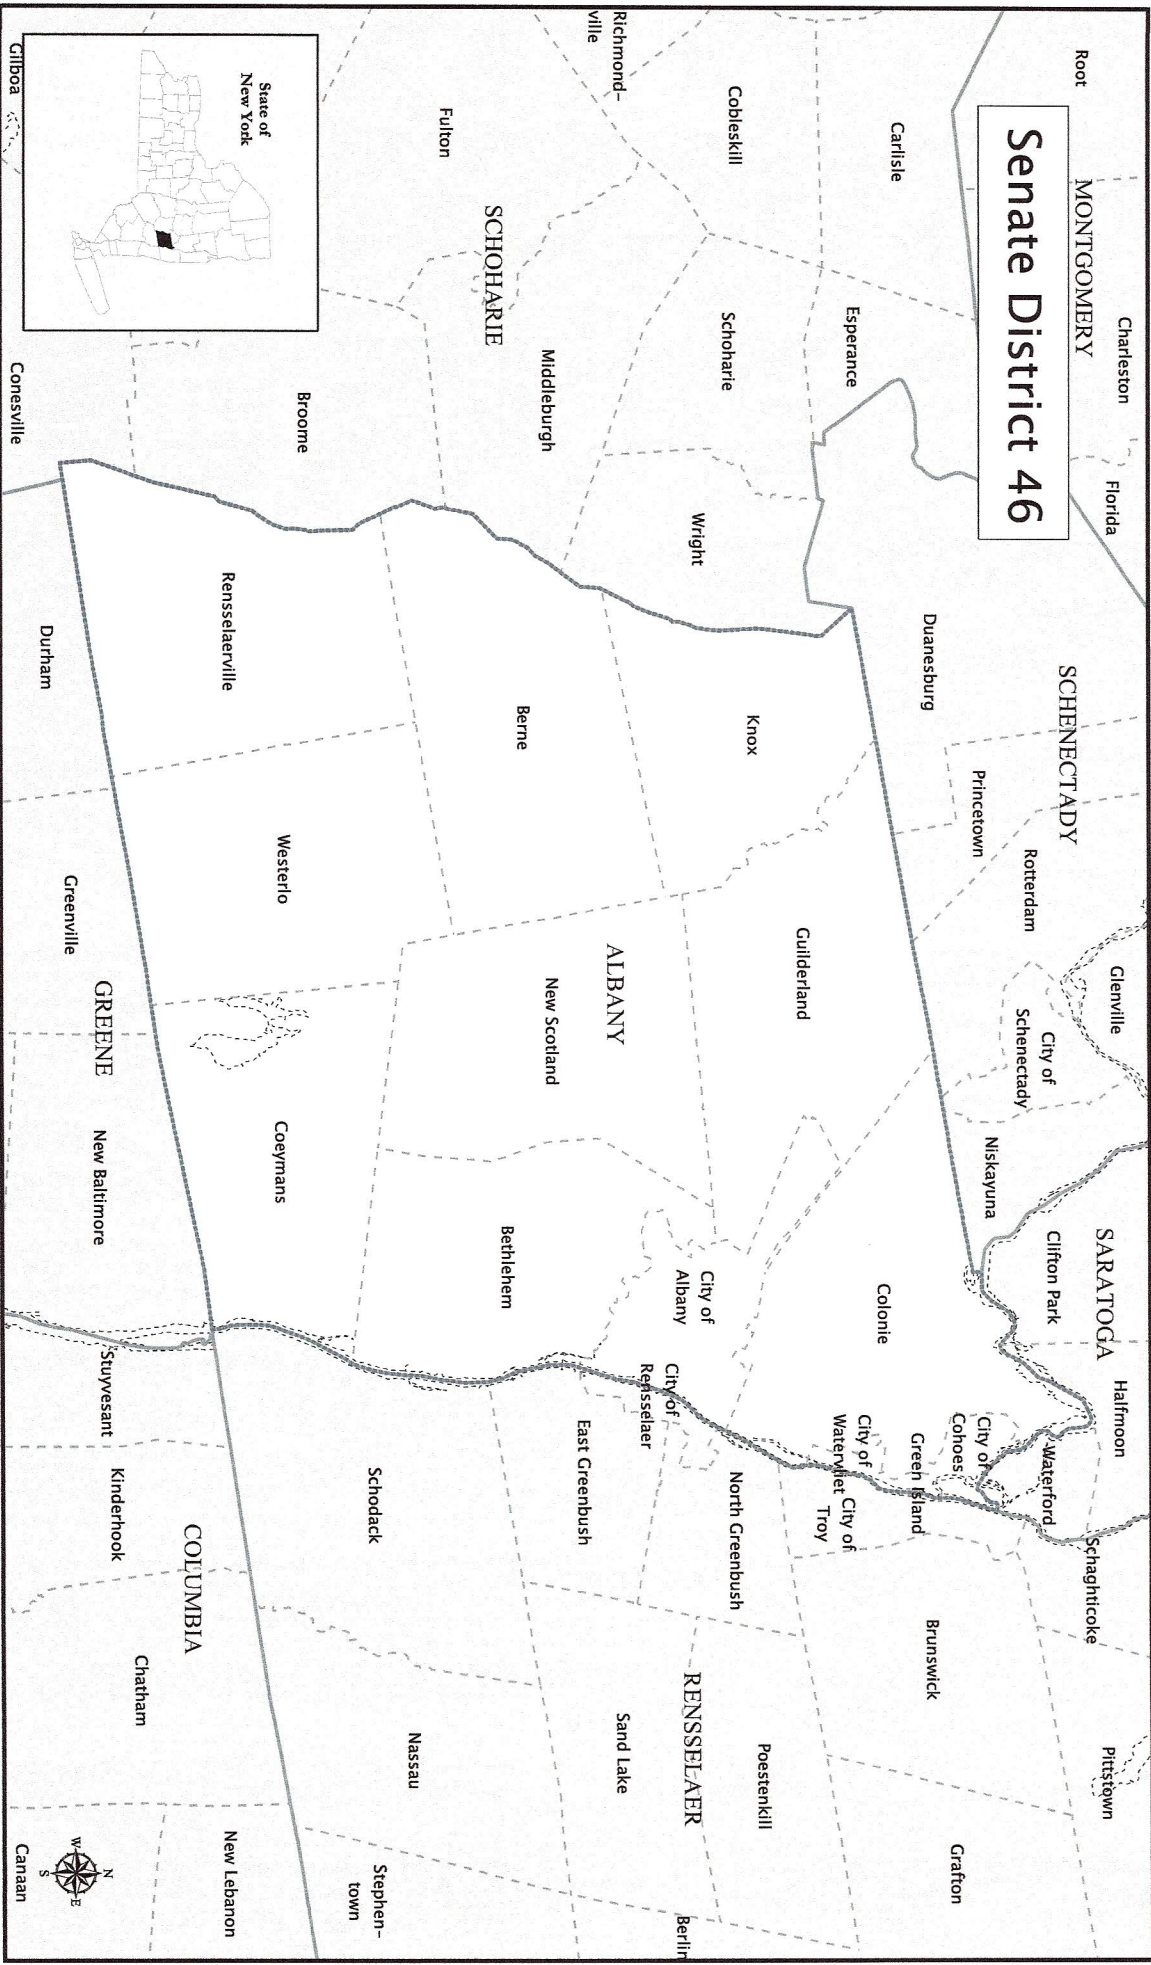 Senate District 46
Root
MONTGOMERY
Charleston
Florida
Carlisle
Esperance
Duanesburg
SCHENECTADY
Princetown
Rotterdam
Glenville
City of
Schenectady
Niskayuna
SARATOGA
Clifton Park
Halfmoon
Waterford
Schaghticoke
Pittstown
Richmond-
ville
Cobleskill
Schoharie
Wright
Knox
Guilderland
Colonie
City of
Cohoes
Green Island
City of
Watervliet
City of
Troy
Brunswick
Grafton
Fulton
SCHOHARIE
Middleburgh
Berne
ALBANY
New Scotland
City of
Albany
City of
Rensselaer
North Greenbush
Poestenkill
RENSSELAER
Berlin
Bethlehem
East Greenbush
Sand Lake
State of
New York
Broome
Rensselaerville
Westerlo
Coeymans
Schodack
Nassau
Stephen-
town
Gilboa
Conesville
Durham
Greenville
GREENE
New Baltimore
Stuyvesant
Kinderhook
COLUMBIA
Chatham
New Lebanon
Canaan
N
W
E
S